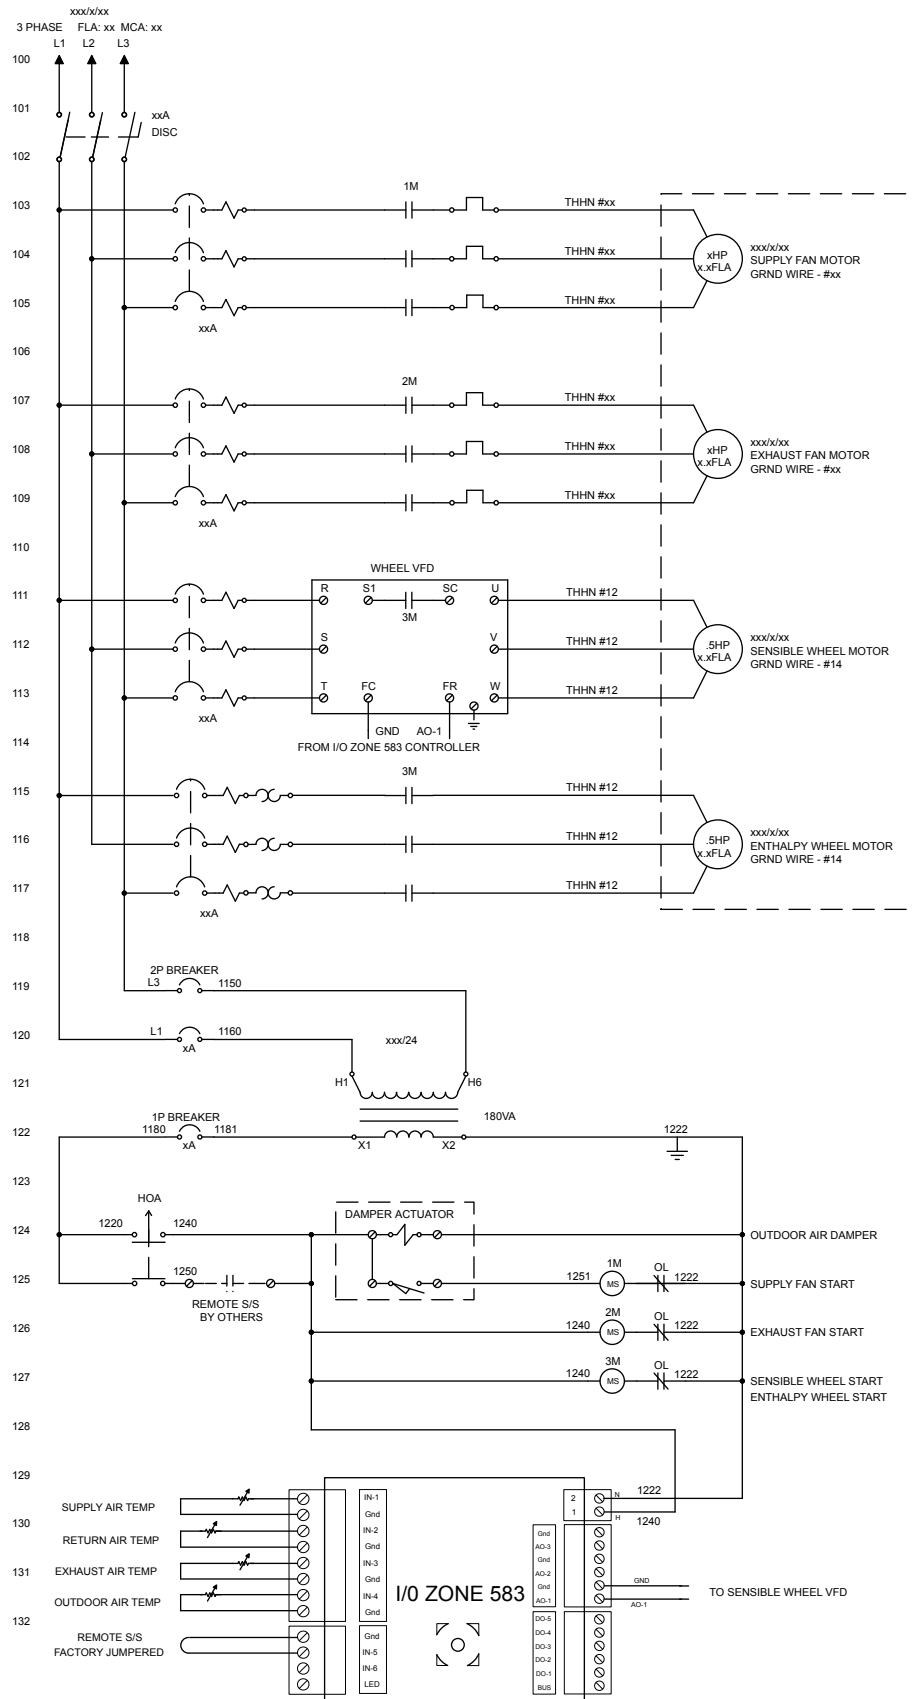 xxx/x/xx
3 PHASE FLA: xx MCA: xx
L1 L2 L3
100
101
xxA
DISC
102
1M
103
THHN #xx
104
THHN #xx
xHP
x.xFLA
xxx/x/xx
SUPPLY FAN MOTOR
GRND WIRE - #xx
105
THHN #xx
xxA
106
2M
107
THHN #xx
108
THHN #xx
xHP
x.xFLA
xxx/x/xx
EXHAUST FAN MOTOR
GRND WIRE - #xx
109
THHN #xx
xxA
110
WHEEL VFD
111
R S1 SC U
3M
THHN #12
112
S V
THHN #12
.5HP
x.xFLA
xxx/x/xx
SENSIBLE WHEEL MOTOR
GRND WIRE - #14
113
T FC FR W
THHN #12
xxA
GND AO-1
114
FROM I/O ZONE 583 CONTROLLER
3M
115
THHN #12
116
THHN #12
.5HP
x.xFLA
xxx/x/xx
ENTHALPY WHEEL MOTOR
GRND WIRE - #14
117
THHN #12
xxA
118
2P BREAKER
119
L3 1150
120
L1 1160
xA
xxx/24
121
H1 H6
180VA
1P BREAKER
122
1180 1181
xA
X1 X2
1222
123
HOA
DAMPER ACTUATOR
124
1220 1240
OUTDOOR AIR DAMPER
125
1250
REMOTE S/S
BY OTHERS
1M
1251 MS OL 1222
SUPPLY FAN START
126
2M
1240 MS OL 1222
EXHAUST FAN START
127
3M
1240 MS OL 1222
SENSIBLE WHEEL START
ENTHALPY WHEEL START
128
129
SUPPLY AIR TEMP
IN-1
Gnd
2 N 1222
1 H 1240
130
RETURN AIR TEMP
IN-2
Gnd
131
EXHAUST AIR TEMP
IN-3
Gnd
OUTDOOR AIR TEMP
IN-4
Gnd
132
I/0 ZONE 583
Gnd
AO-3
Gnd
AO-2
Gnd
AO-1
GND
AO-1
TO SENSIBLE WHEEL VFD
REMOTE S/S
FACTORY JUMPERED
Gnd
IN-5
IN-6
LED
DO-5
DO-4
DO-3
DO-2
DO-1
BUS